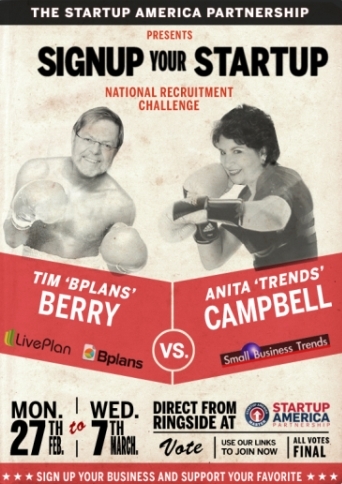 THE STARTUP AMERICA PARTNERSHIP
PRESENTS
SIGNUP YOUR STARTUP
NATIONAL RECRUITMENT
CHALLENGE
TIM 'BPLANS'
BERRY
ANITA 'TRENDS'
CAMPBELL
LivePlan
Bplans
VS.
Small Business Trends
MON.
27TH FEB.
to
WED.
7TH MARCH.
DIRECT FROM
RINGSIDE AT
STARTUP
AMERICA
PARTNERSHIP
Vote
USE OUR LINKS
TO JOIN NOW
ALL VOTES
FINAL
SIGN UP YOUR BUSINESS AND SUPPORT YOUR FAVORITE